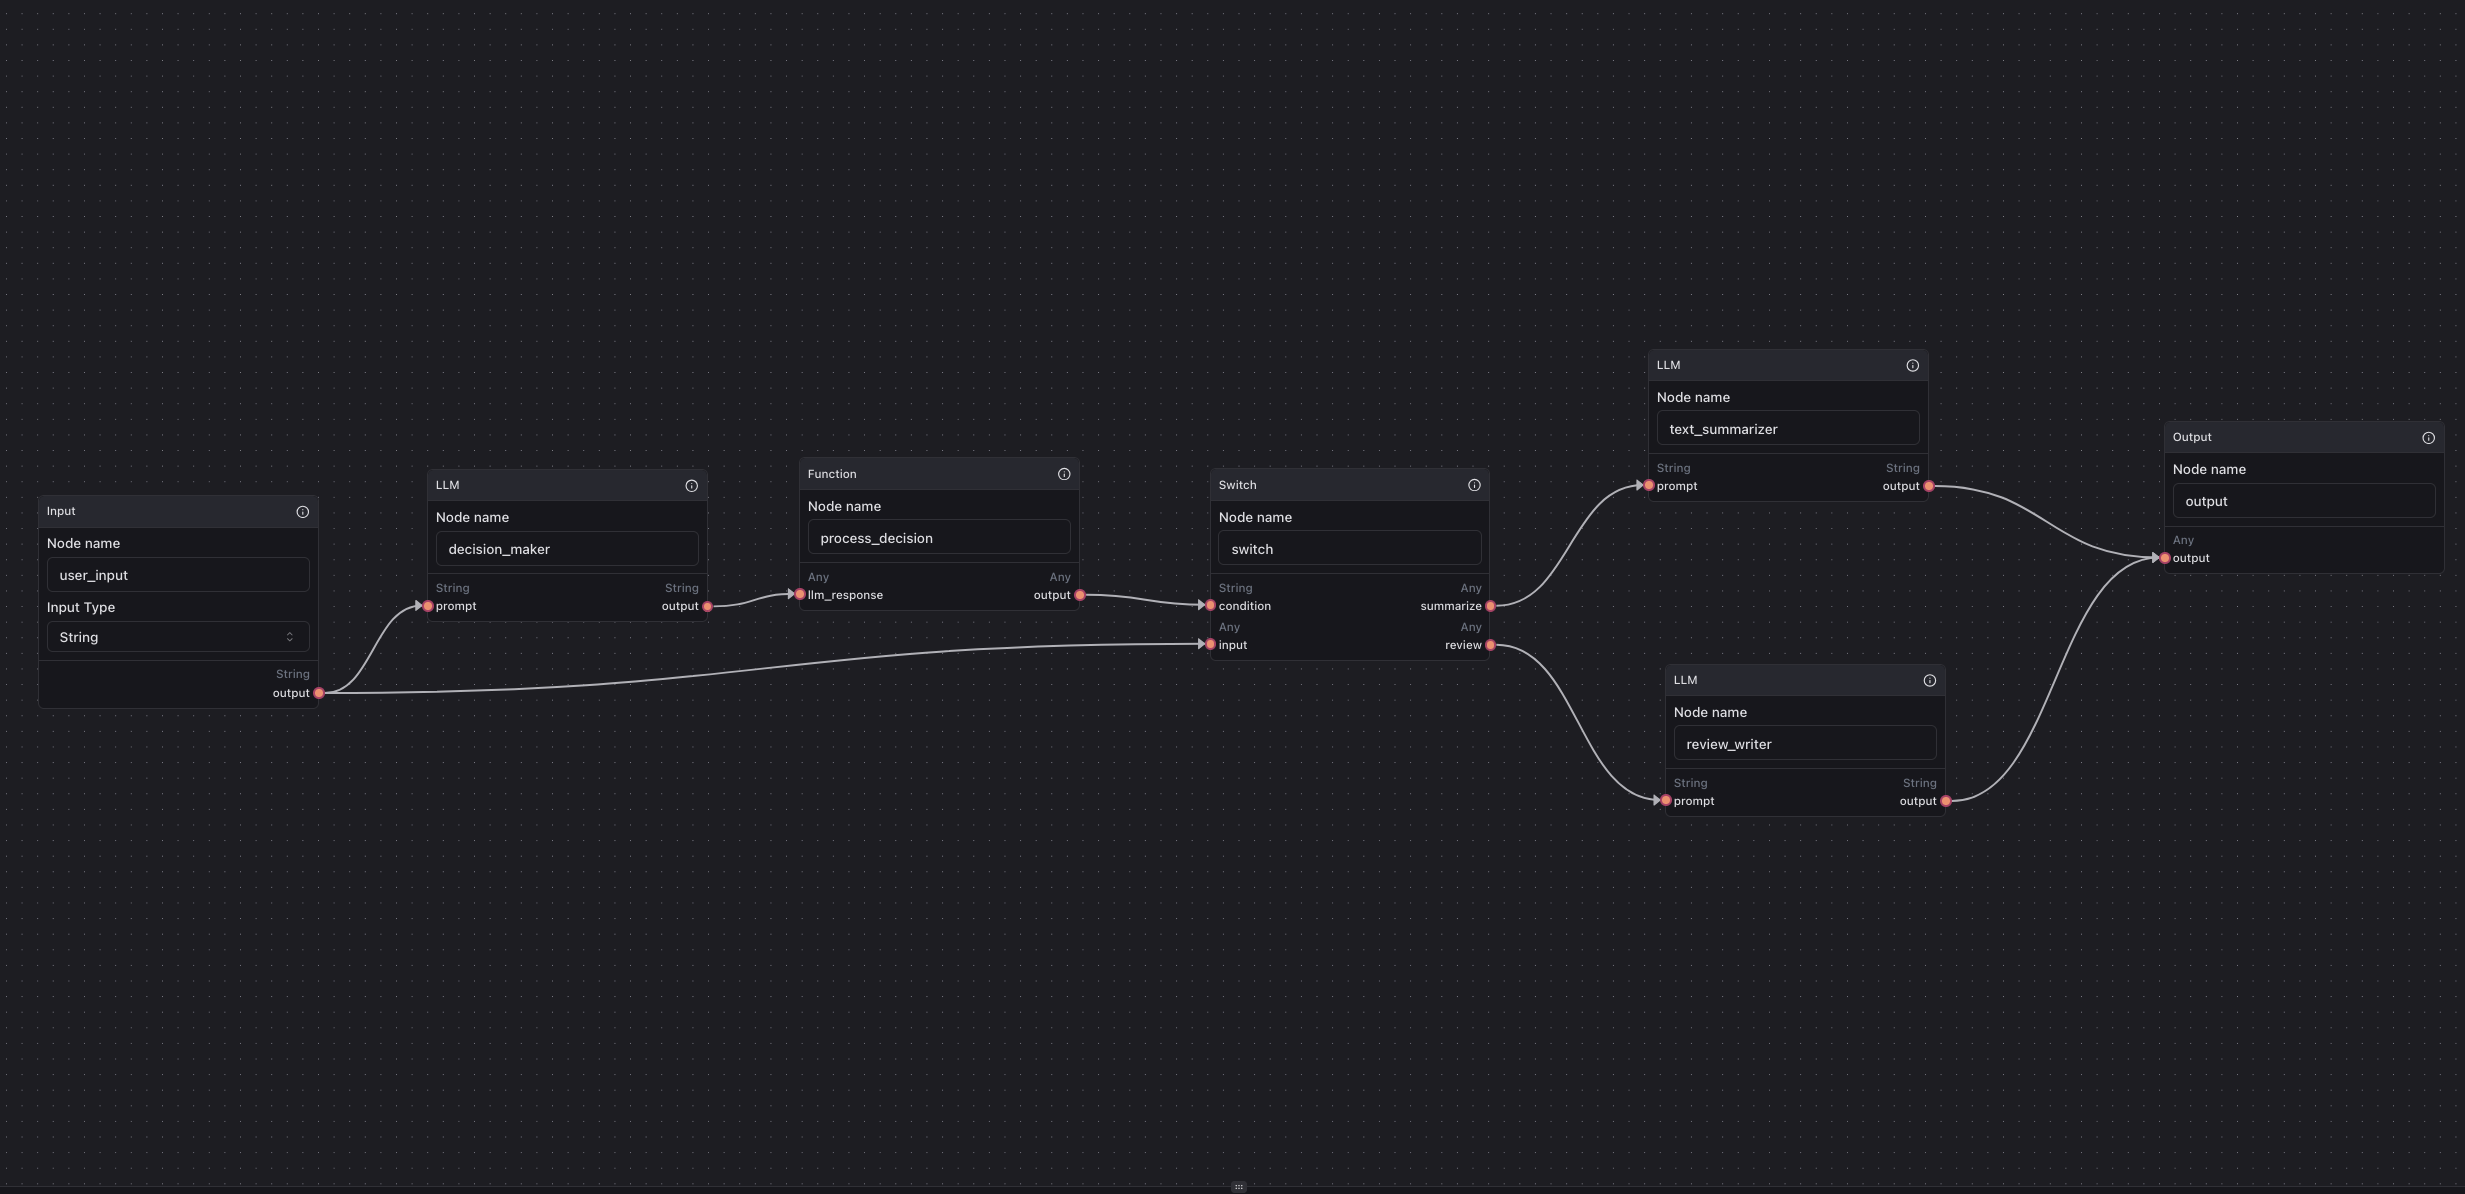 Input
Node name
user_input
Input Type
String
String
output
LLM
Node name
decision_maker
String String
prompt output
Function
Node name
process_decision
Any Any
llm_response output
Switch
Node name
switch
String Any
condition summarize
Any Any
input review
LLM
Node name
text_summarizer
String String
prompt output
LLM
Node name
review_writer
String String
prompt output
Output
Node name
output
Any
output